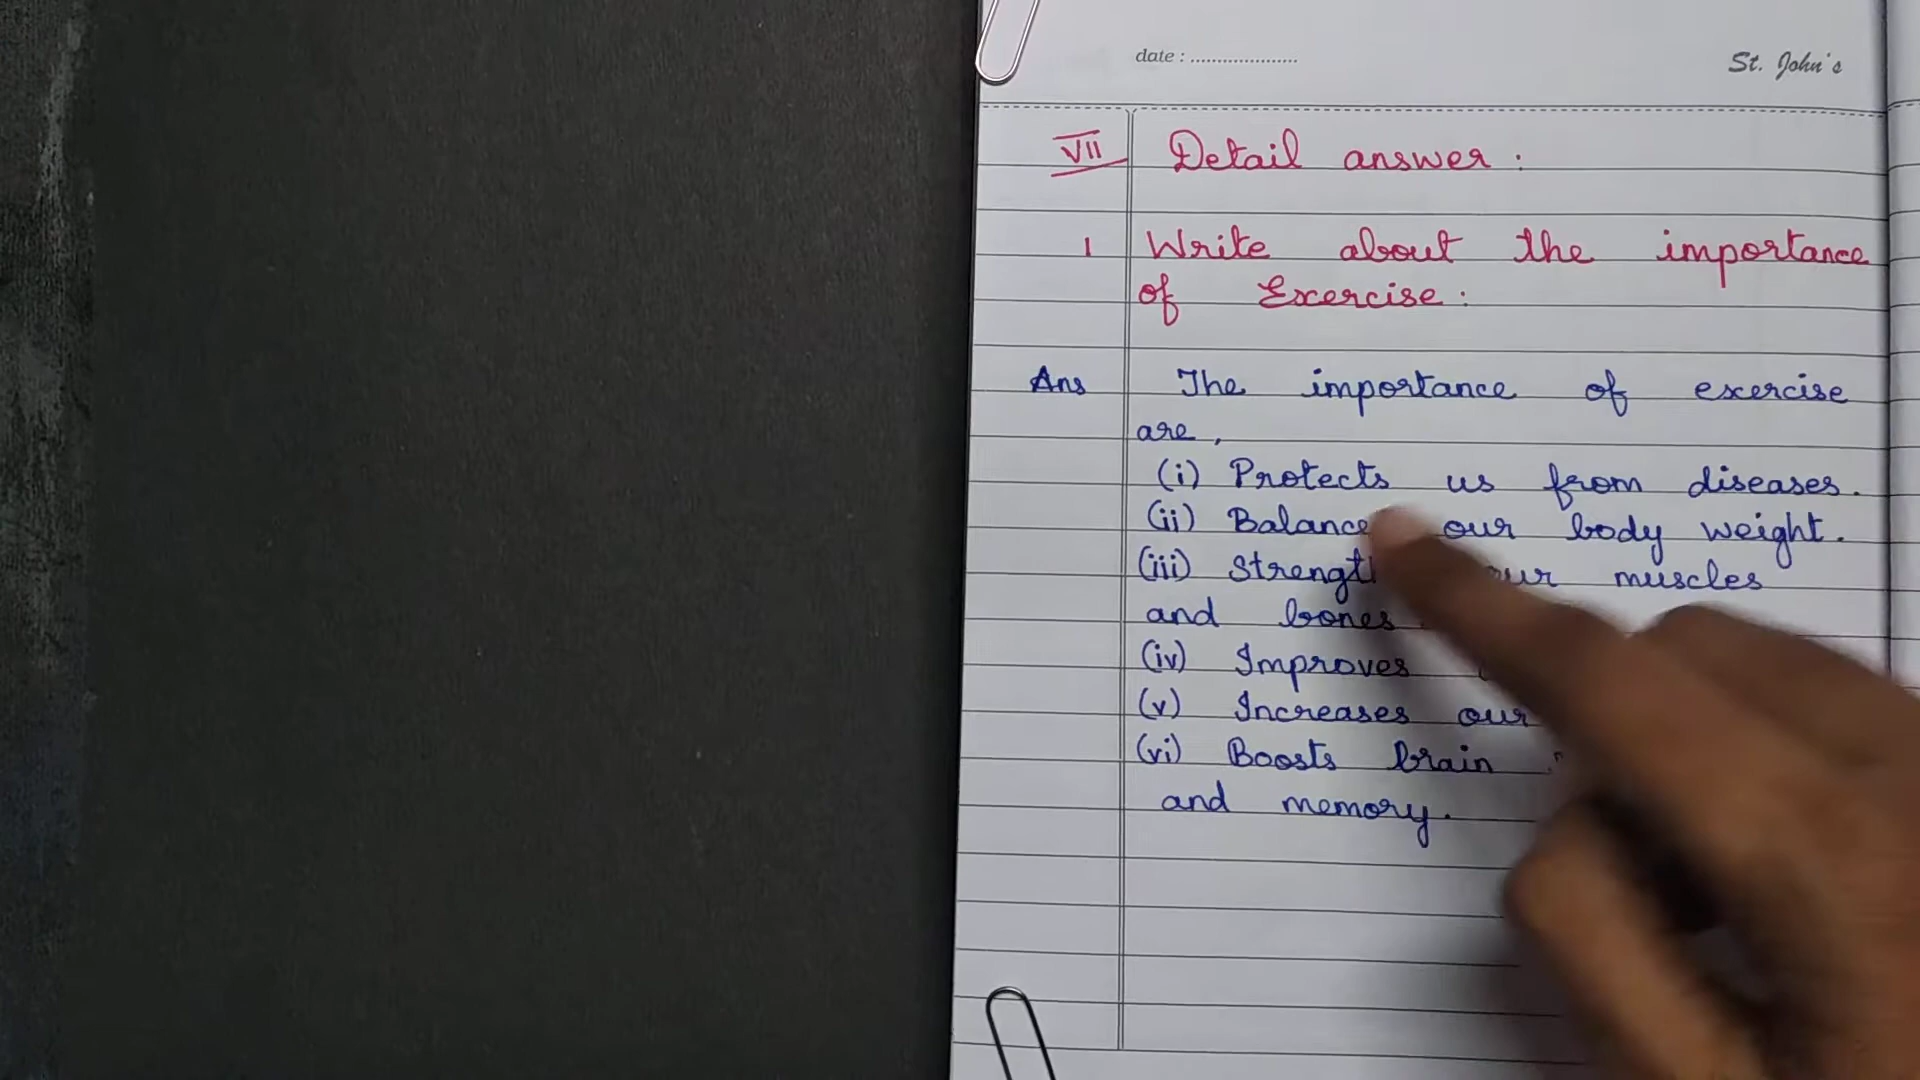 date : ....................
St. John's
VII Detail answer :
1 Write about the importance
of Exercise :
Ans The importance of exercise
are,
(i) Protects us from diseases.
(ii) Balance our body weight.
(iii) muscles
and bones
(iv) Improves
(v) Increases our
(vi) Boosts brain
and memory.